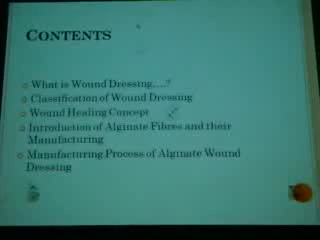 CONTENTS
What is Wound Dressing....?
Classification of Wound Dressing
Wound Healing Concept
Introduction of Alginate Fibres and their
Manufacturing
Manufacturing Process of Alginate Wound
Dressing